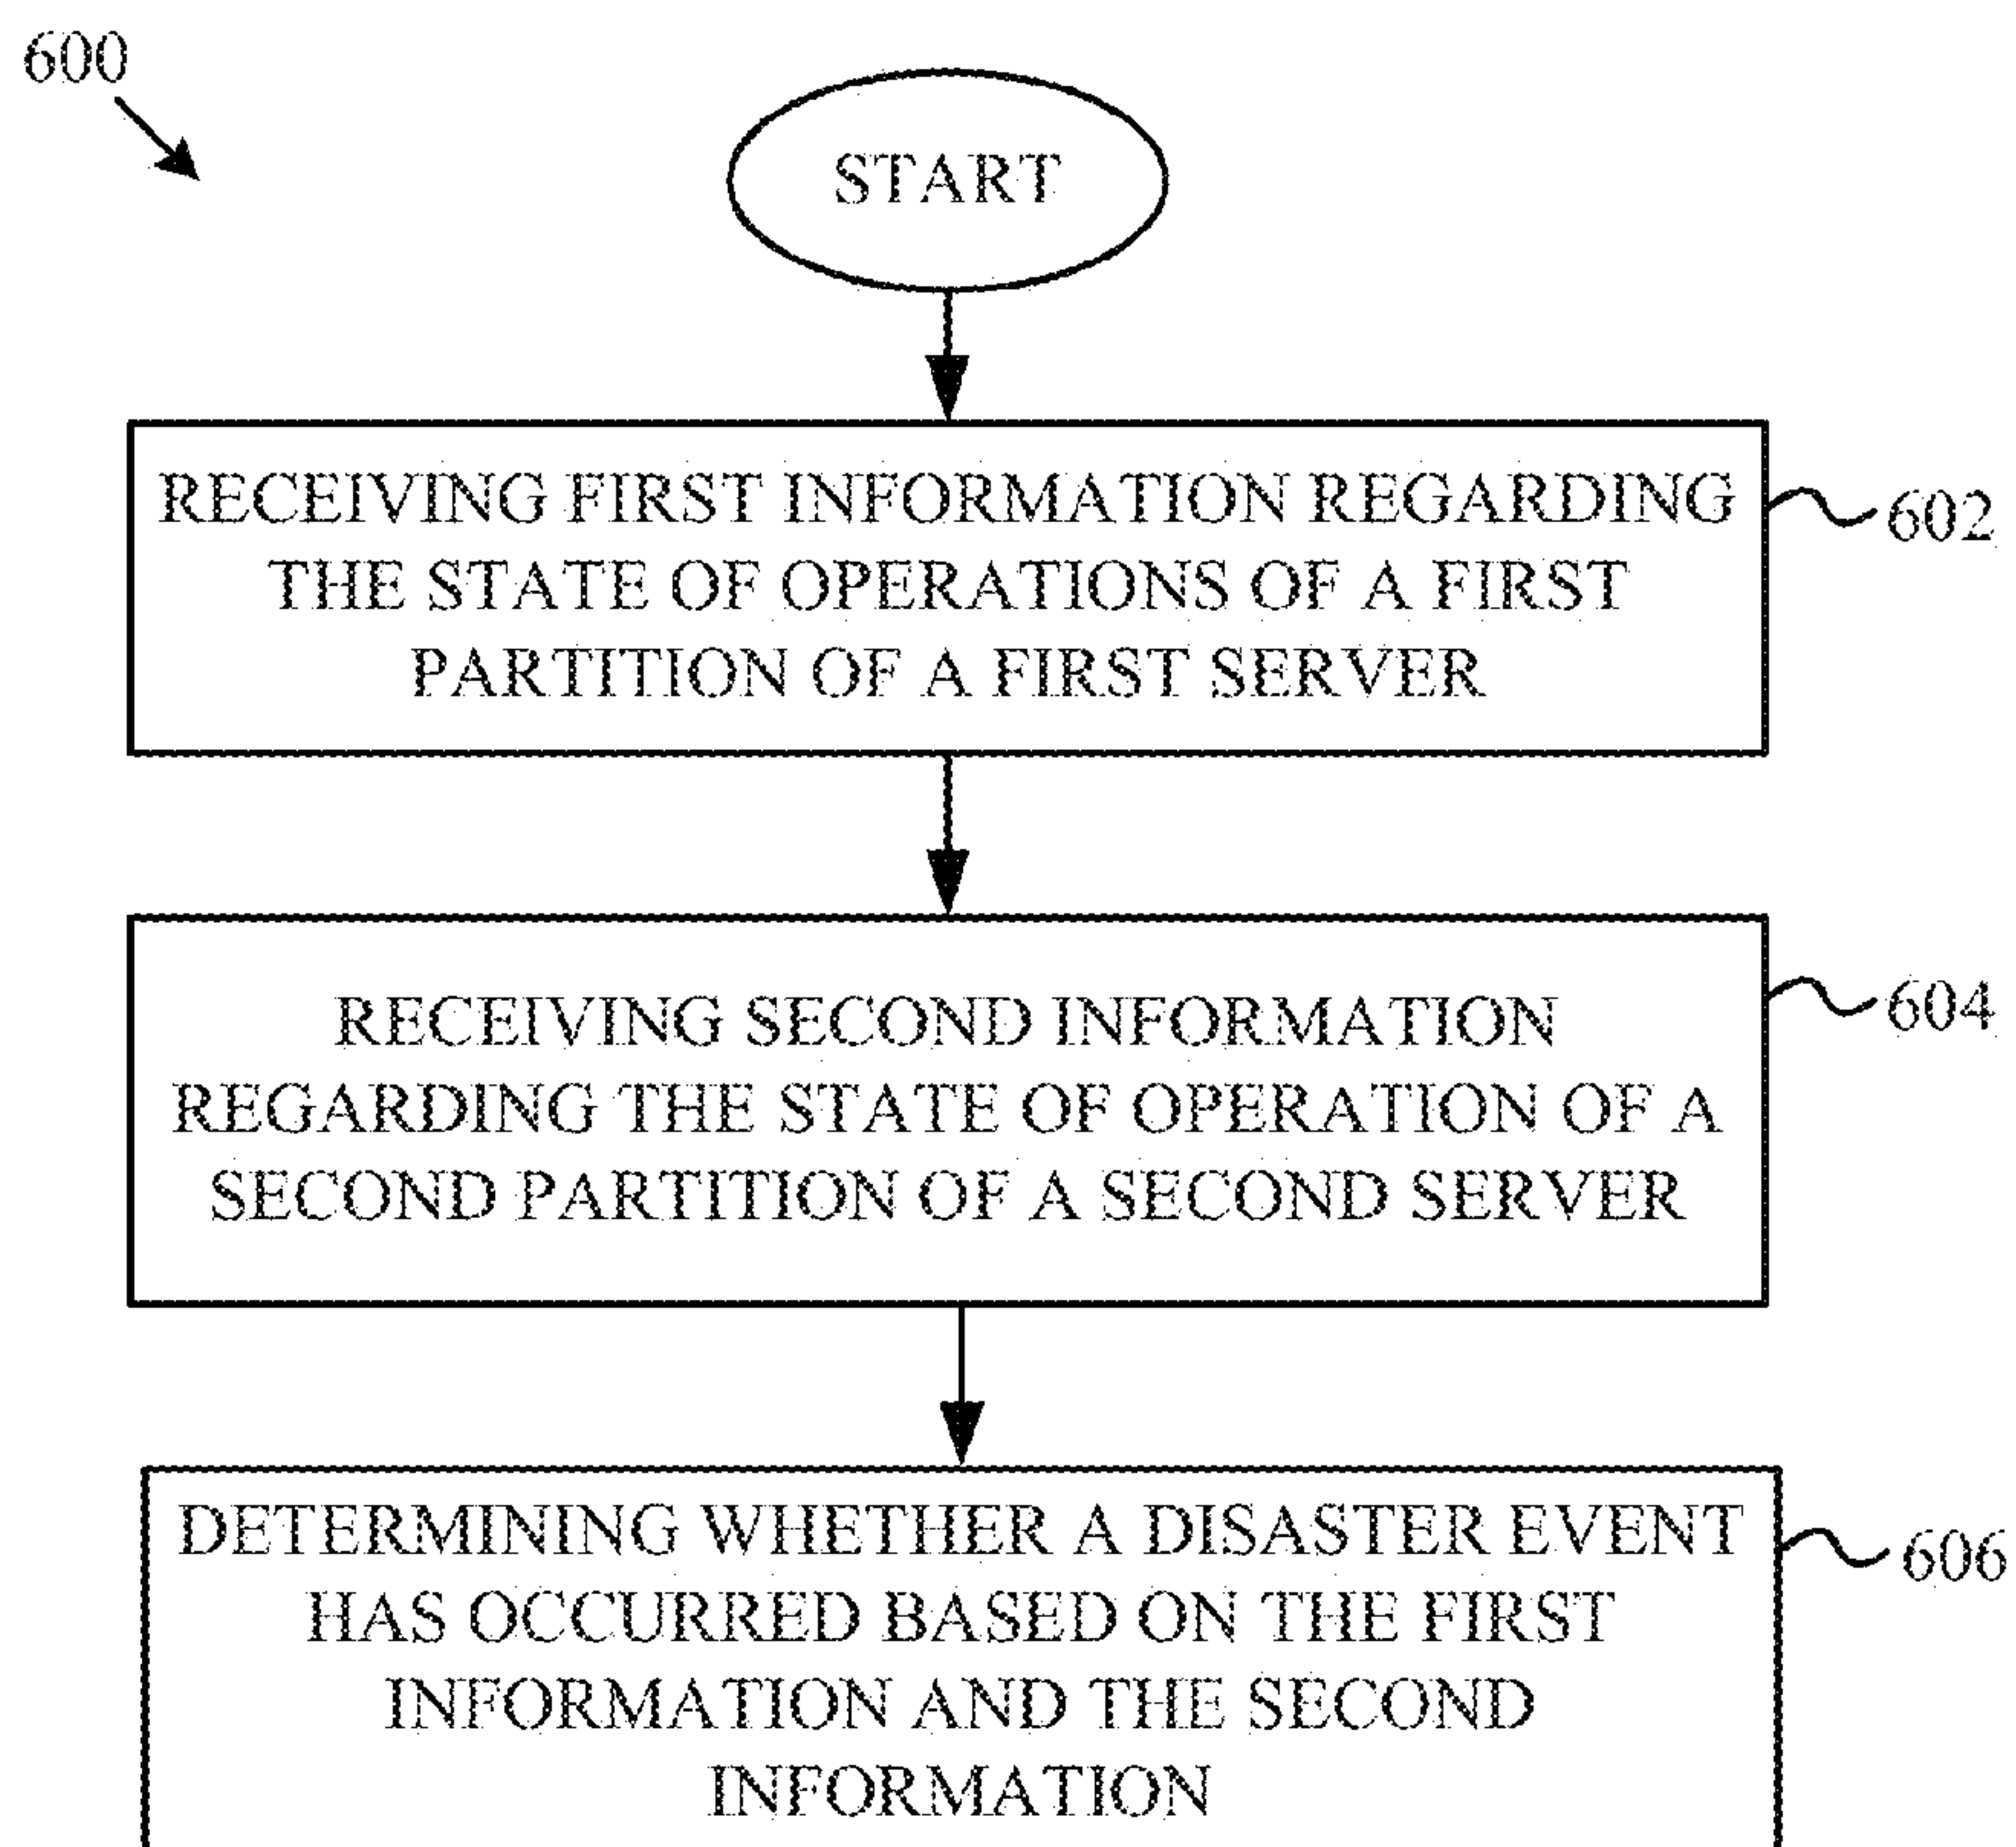 600
START
RECEIVING FIRST INFORMATION REGARDING
THE STATE OF OPERATIONS OF A FIRST
PARTITION OF A FIRST SERVER
602
RECEIVING SECOND INFORMATION
REGARDING THE STATE OF OPERATION OF A
SECOND PARTITION OF A SECOND SERVER
604
DETERMINING WHETHER A DISASTER EVENT
HAS OCCURRED BASED ON THE FIRST
INFORMATION AND THE SECOND
INFORMATION
606